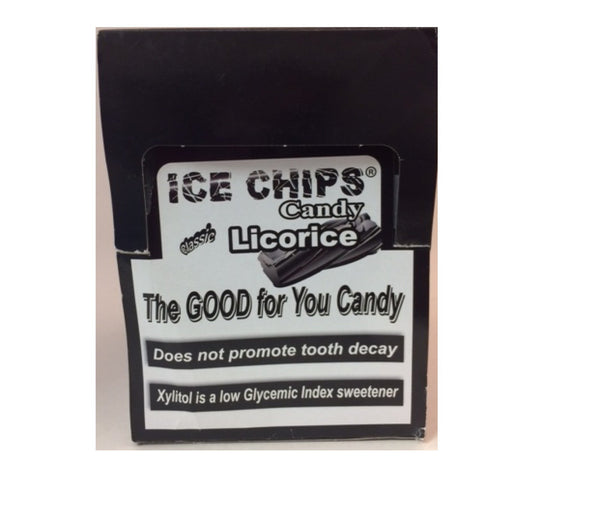 ICE CHIPS®
Candy
Classic Licorice
The GOOD for You Candy
Does not promote tooth decay
Xylitol is a low Glycemic Index sweetener